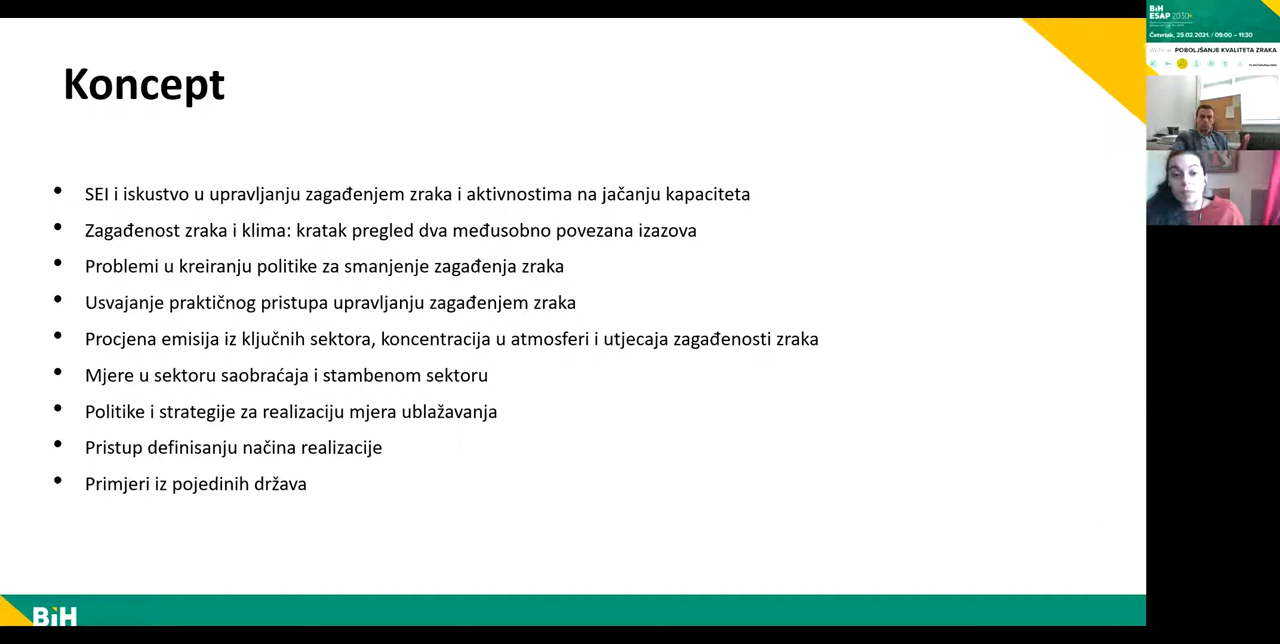 Koncept
• SEI i iskustvo u upravljanju zagađenjem zraka i aktivnostima na jačanju kapaciteta
• Zagađenost zraka i klima: kratak pregled dva međusobno povezana izazova
• Problemi u kreiranju politike za smanjenje zagađenja zraka
• Usvajanje praktičnog pristupa upravljanju zagađenjem zraka
• Procjena emisija iz ključnih sektora, koncentracija u atmosferi i utjecaja zagađenosti zraka
• Mjere u sektoru saobraćaja i stambenom sektoru
• Politike i strategije za realizaciju mjera ublažavanja
• Pristup definisanju načina realizacije
• Primjeri iz pojedinih država
BiH
BiH
ESAP 2030+
Četvrtak, 25.02.2021. / 09:00 – 11:30
Webinar: POBOLJŠANJE KVALITETA ZRAKA